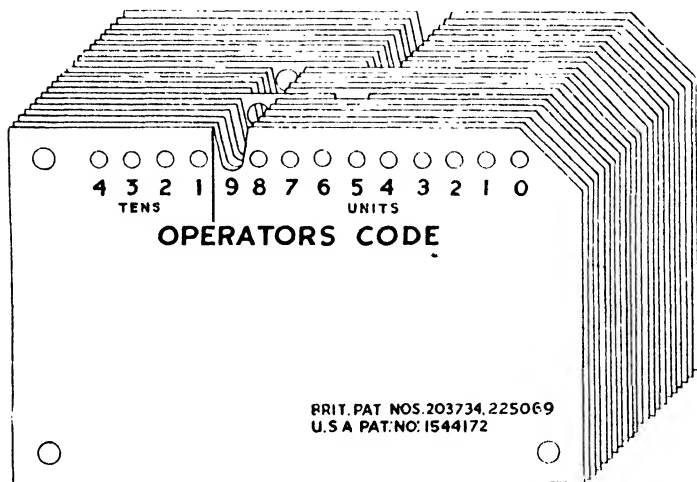 4 3 2 1 9 8 7 6 5 4 3 2 1 0
TENS UNITS
OPERATORS CODE
BRIT. PAT NOS. 203734, 225069
U.S A PAT. NO. 1544172